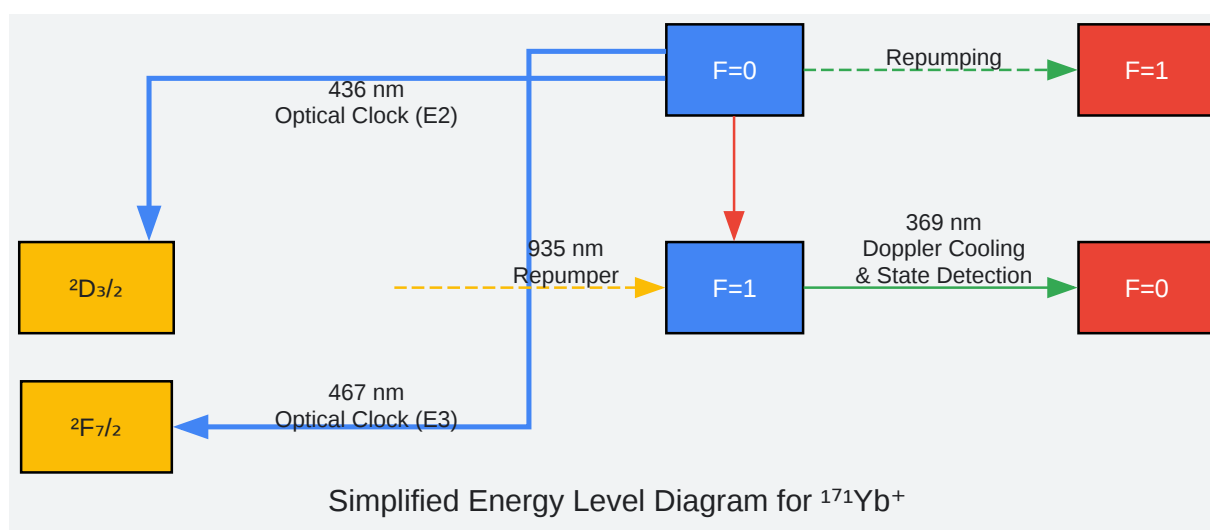 F=0
Repumping
F=1
436 nm
Optical Clock (E2)
²D₃/₂
935 nm
Repumper
F=1
369 nm
Doppler Cooling
& State Detection
F=0
²F₇/₂
467 nm
Optical Clock (E3)
Simplified Energy Level Diagram for ¹⁷¹Yb⁺